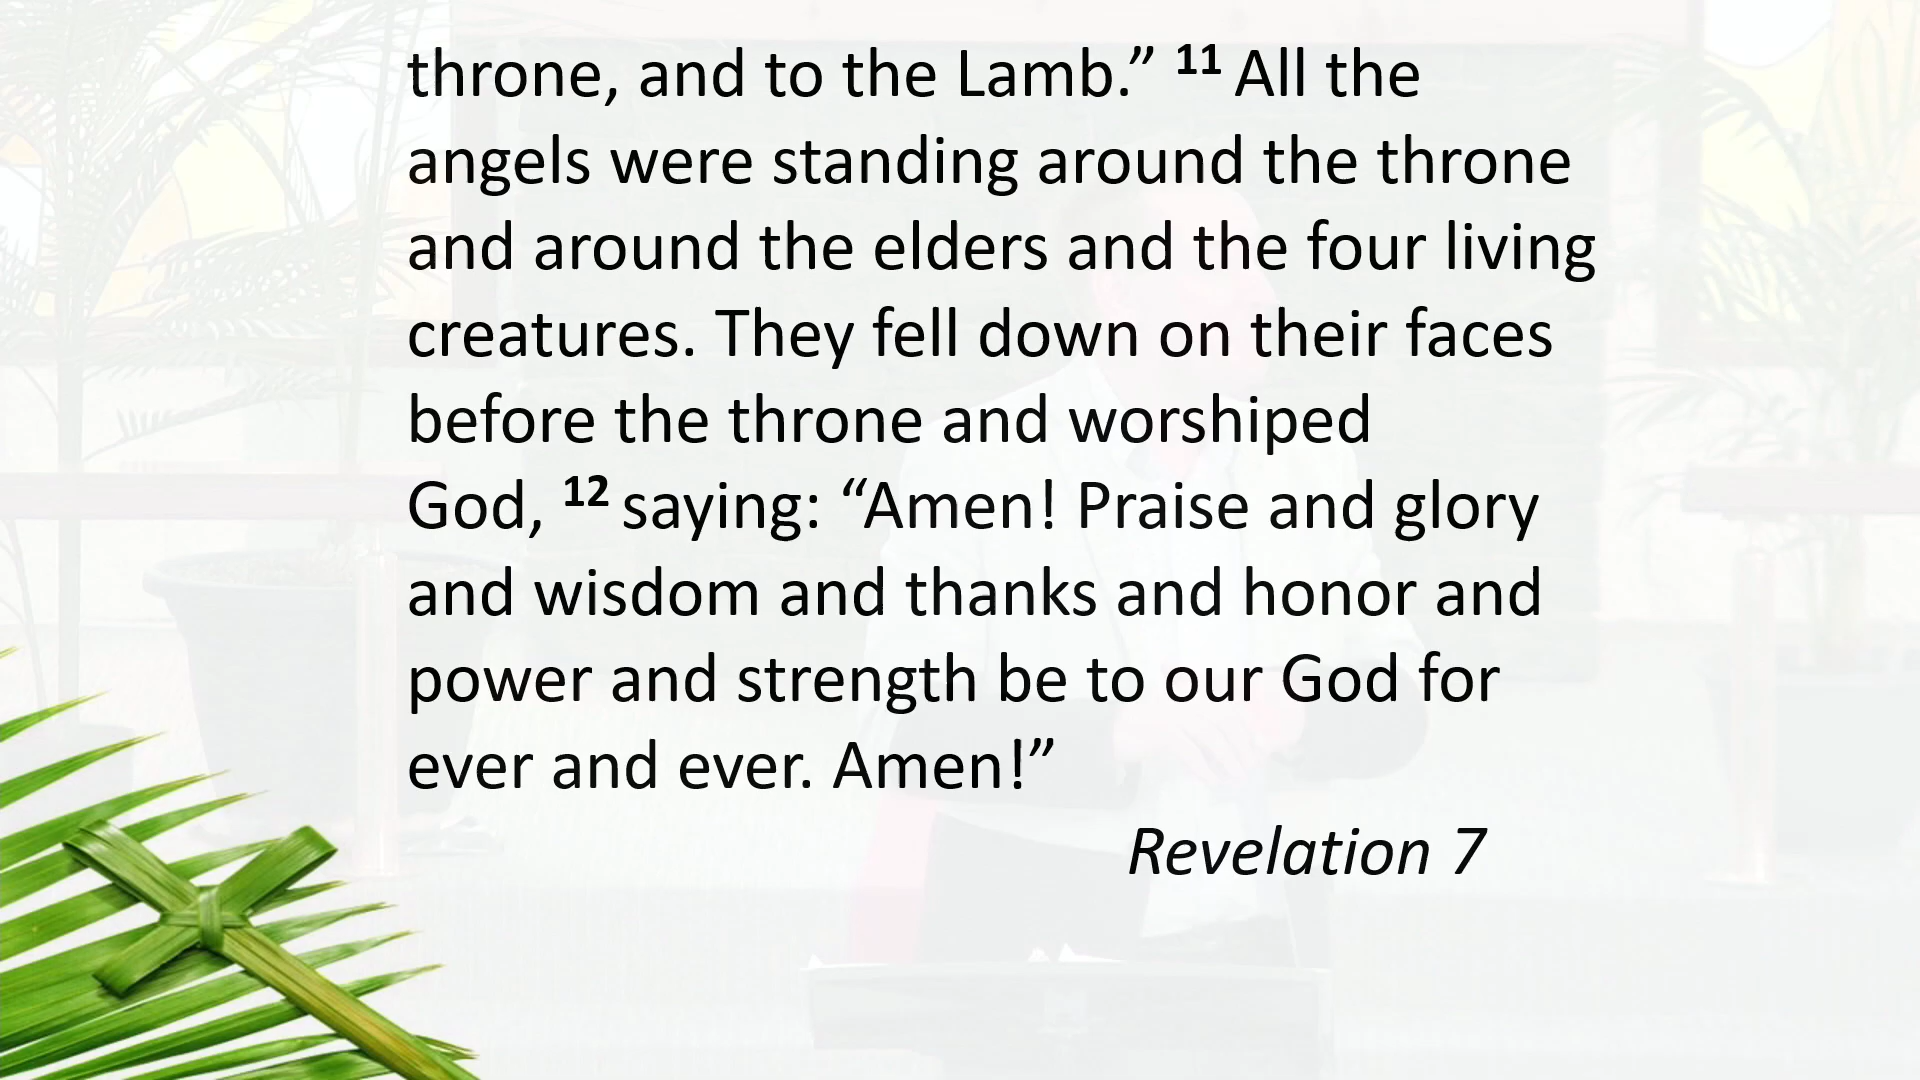 throne, and to the Lamb.” 11 All the
angels were standing around the throne
and around the elders and the four living
creatures. They fell down on their faces
before the throne and worshiped
God, 12 saying: “Amen! Praise and glory
and wisdom and thanks and honor and
power and strength be to our God for
ever and ever. Amen!”
Revelation 7